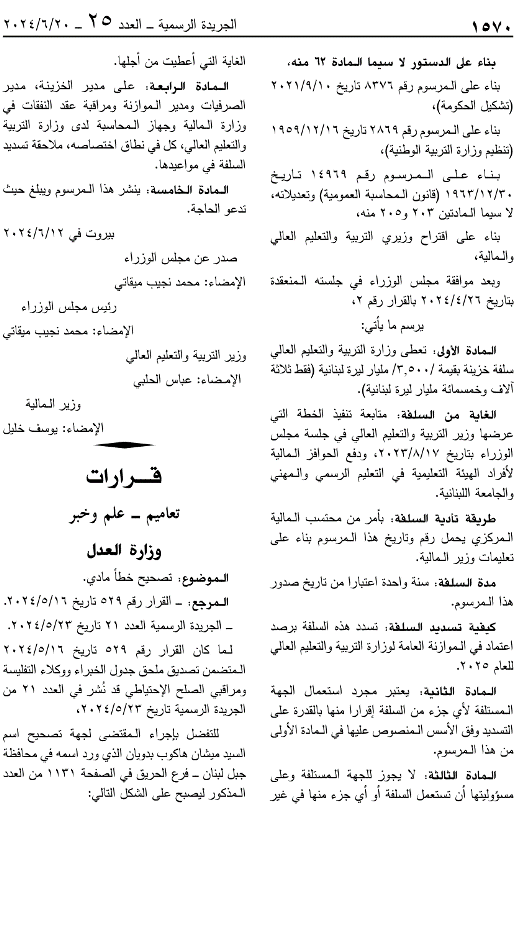 ١٥٧٠
الجريدة الرسمية ـ العدد ٢٥ ـ ٢٠٢٤/٦/٢٠
بناء على الدستور لا سيما المادة ٦٢ منه،
بناء على المرسوم رقم ٨٣٧٦ تاريخ ٢٠٢١/٩/١٠
(تشكيل الحكومة)،
بناء على المرسوم رقم ٢٨٦٩ تاريخ ١٩٥٩/١٢/١٦
(تنظيم وزارة التربية الوطنية)،
بناء على المرسوم رقم ١٤٩٦٩ تاريخ
١٩٦٣/١٢/٣٠ (قانون المحاسبة العمومية) وتعديلاته،
لا سيما المادتين ٢٠٣ و٢٠٥ منه،
بناء على اقتراح وزيري التربية والتعليم العالي
والمالية،
وبعد موافقة مجلس الوزراء في جلسته المنعقدة
بتاريخ ٢٠٢٤/٤/٢٦ بالقرار رقم ٢،
يرسم ما يأتي:
المادة الأولى: تعطى وزارة التربية والتعليم العالي
سلفة خزينة بقيمة /٣,٥٠٠/ مليار ليرة لبنانية (فقط ثلاثة
آلاف وخمسمائة مليار ليرة لبنانية).
الغاية من السلفة: متابعة تنفيذ الخطة التي
عرضها وزير التربية والتعليم العالي في جلسة مجلس
الوزراء بتاريخ ٢٠٢٣/٨/١٧، ودفع الحوافز المالية
لأفراد الهيئة التعليمية في التعليم الرسمي والمهني
والجامعة اللبنانية.
طريقة تأدية السلفة: بأمر من محتسب المالية
المركزي يحمل رقم وتاريخ هذا المرسوم بناء على
تعليمات وزير المالية.
مدة السلفة: سنة واحدة اعتبارا من تاريخ صدور
هذا المرسوم.
كيفية تسديد السلفة: تسدد هذه السلفة برصد
اعتماد في الموازنة العامة لوزارة التربية والتعليم العالي
للعام ٢٠٢٥.
المادة الثانية: يعتبر مجرد استعمال الجهة
المستلفة لأي جزء من السلفة إقرارا منها بالقدرة على
التسديد وفق الأسس المنصوص عليها في المادة الأولى
من هذا المرسوم.
المادة الثالثة: لا يجوز للجهة المستلفة وعلى
مسؤوليتها أن تستعمل السلفة أو أي جزء منها في غير
الغاية التي أعطيت من أجلها.
المادة الرابعة: على مدير الخزينة، مدير
الصرفيات ومدير الموازنة ومراقبة عقد النفقات في
وزارة المالية وجهاز المحاسبة لدى وزارة التربية
والتعليم العالي، كل في نطاق اختصاصه، ملاحقة تسديد
السلفة في مواعيدها.
المادة الخامسة: ينشر هذا المرسوم ويبلغ حيث
تدعو الحاجة.
بيروت في ٢٠٢٤/٦/١٢
صدر عن مجلس الوزراء
الإمضاء: محمد نجيب ميقاتي
رئيس مجلس الوزراء
الإمضاء: محمد نجيب ميقاتي
وزير التربية والتعليم العالي
الإمضاء: عباس الحلبي
وزير المالية
الإمضاء: يوسف خليل
قـرارات
تعاميم ـ علم وخبر
وزارة العدل
الموضوع: تصحيح خطأ مادي.
المرجع: ـ القرار رقم ٥٢٩ تاريخ ٢٠٢٤/٥/١٦.
ـ الجريدة الرسمية العدد ٢١ تاريخ ٢٠٢٤/٥/٢٣.
لما كان القرار رقم ٥٢٩ تاريخ ٢٠٢٤/٥/١٦
المتضمن تصديق ملحق جدول الخبراء ووكلاء التفليسة
ومراقبي الصلح الإحتياطي قد نُشر في العدد ٢١ من
الجريدة الرسمية تاريخ ٢٠٢٤/٥/٢٣،
للتفضل بإجراء المقتضى لجهة تصحيح اسم
السيد ميشان هاكوب بدويان الذي ورد اسمه في محافظة
جبل لبنان ـ فرع الحريق في الصفحة ١١٣١ من العدد
المذكور ليصبح على الشكل التالي: